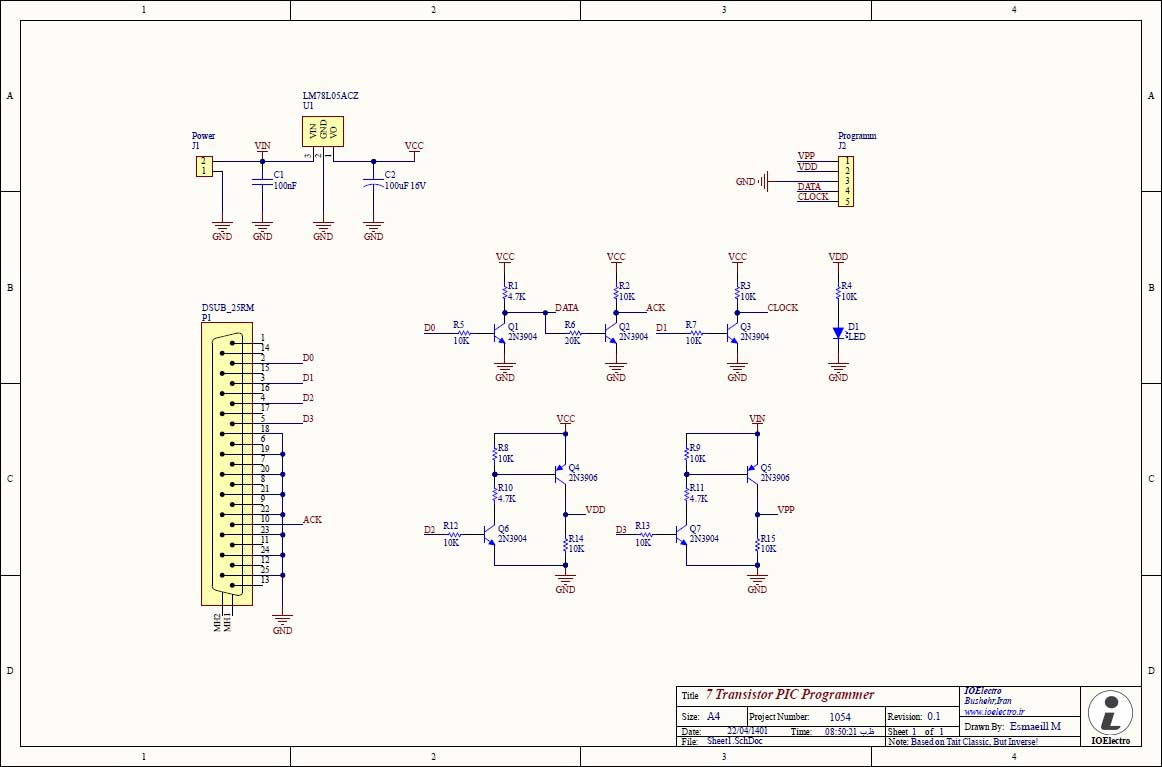 1 2 3 4
A A
LM78L05ACZ
U1
VIN
GND
VO
Power
J1
VIN
VCC
Programm
J2
2
1
3
2
1
VPP
VDD
GND
DATA
CLOCK
1
2
3
4
5
C1
100nF
C2
100uF 16V
GND GND GND GND
VCC VCC VCC VDD
B B
R1
4.7K
R2
10K
R3
10K
R4
10K
DATA ACK CLOCK
D0
R5
10K
Q1
2N3904
R6
20K
Q2
2N3904
D1
R7
10K
Q3
2N3904
D1
LED
GND GND GND GND
DSUB_25RM
P1
1
14
2
15
3
16
4
17
5
18
6
19
7
20
8
21
9
22
10
23
11
24
12
25
13
D0
D1
D2
D3
ACK
MH2
MH1
GND
VCC VIN
C C
R8
10K
Q4
2N3906
R10
4.7K
VDD
D2
R12
10K
Q6
2N3904
R14
10K
GND
R9
10K
Q5
2N3906
R11
4.7K
VPP
D3
R13
10K
Q7
2N3904
R15
10K
GND
D D
Title 7 Transistor PIC Programmer
Size: A4 Project Number: 1054 Revision: 0.1
Date: 22/04/1401 Time: 08:50:21 ظ.ب Sheet 1 of 1
File: Sheet1.SchDoc Note: Based on Tait Classic, But Inverse!
IOElectro
Bushehr,Iran
www.ioelectro.ir
Drawn By: Esmaeill M
IOElectro
1 2 3 4